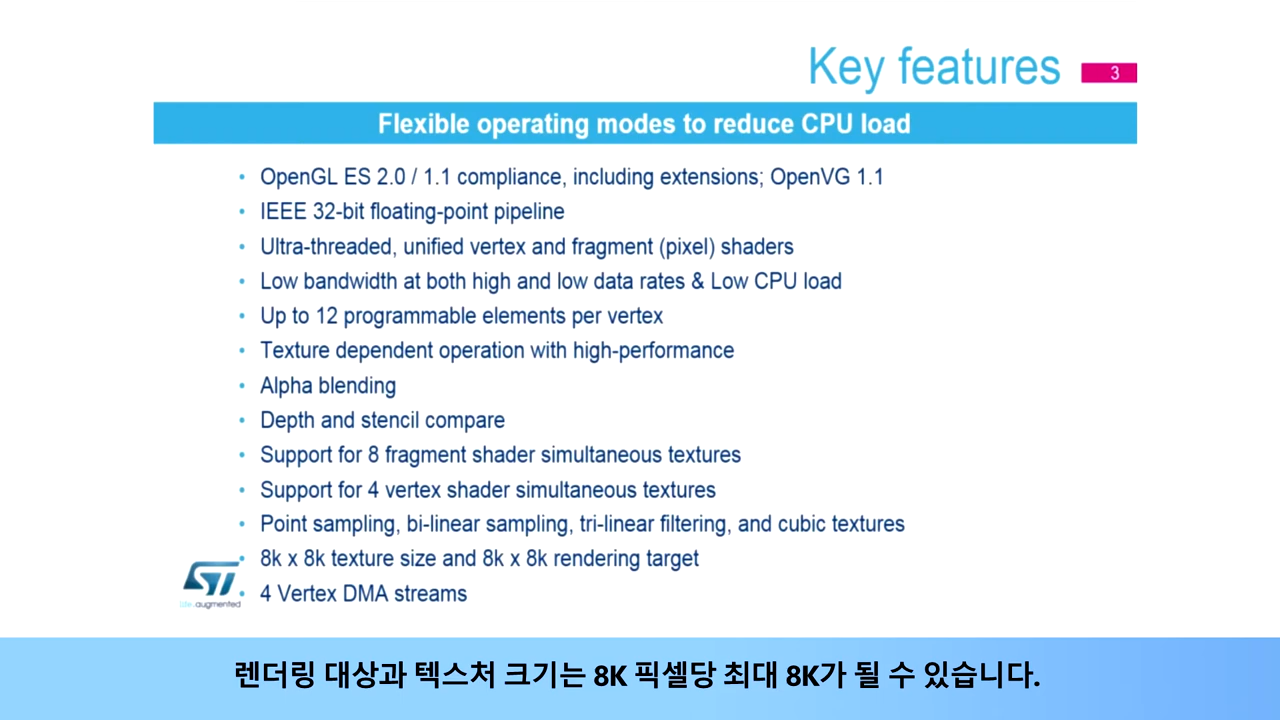 Key features
3
Flexible operating modes to reduce CPU load
• OpenGL ES 2.0 / 1.1 compliance, including extensions; OpenVG 1.1
• IEEE 32-bit floating-point pipeline
• Ultra-threaded, unified vertex and fragment (pixel) shaders
• Low bandwidth at both high and low data rates & Low CPU load
• Up to 12 programmable elements per vertex
• Texture dependent operation with high-performance
• Alpha blending
• Depth and stencil compare
• Support for 8 fragment shader simultaneous textures
• Support for 4 vertex shader simultaneous textures
• Point sampling, bi-linear sampling, tri-linear filtering, and cubic textures
• 8k x 8k texture size and 8k x 8k rendering target
• 4 Vertex DMA streams
ST
life.augmented
렌더링 대상과 텍스처 크기는 8K 픽셀당 최대 8K가 될 수 있습니다.